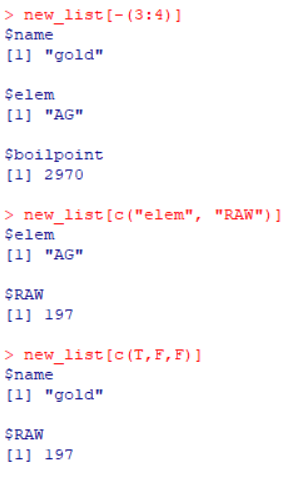 > new_list[-(3:4)]
$name
[1] "gold"
$elem
[1] "AG"
$boilpoint
[1] 2970
> new_list[c("elem", "RAW")]
$elem
[1] "AG"
$RAW
[1] 197
> new_list[c(T,F,F)]
$name
[1] "gold"
$RAW
[1] 197